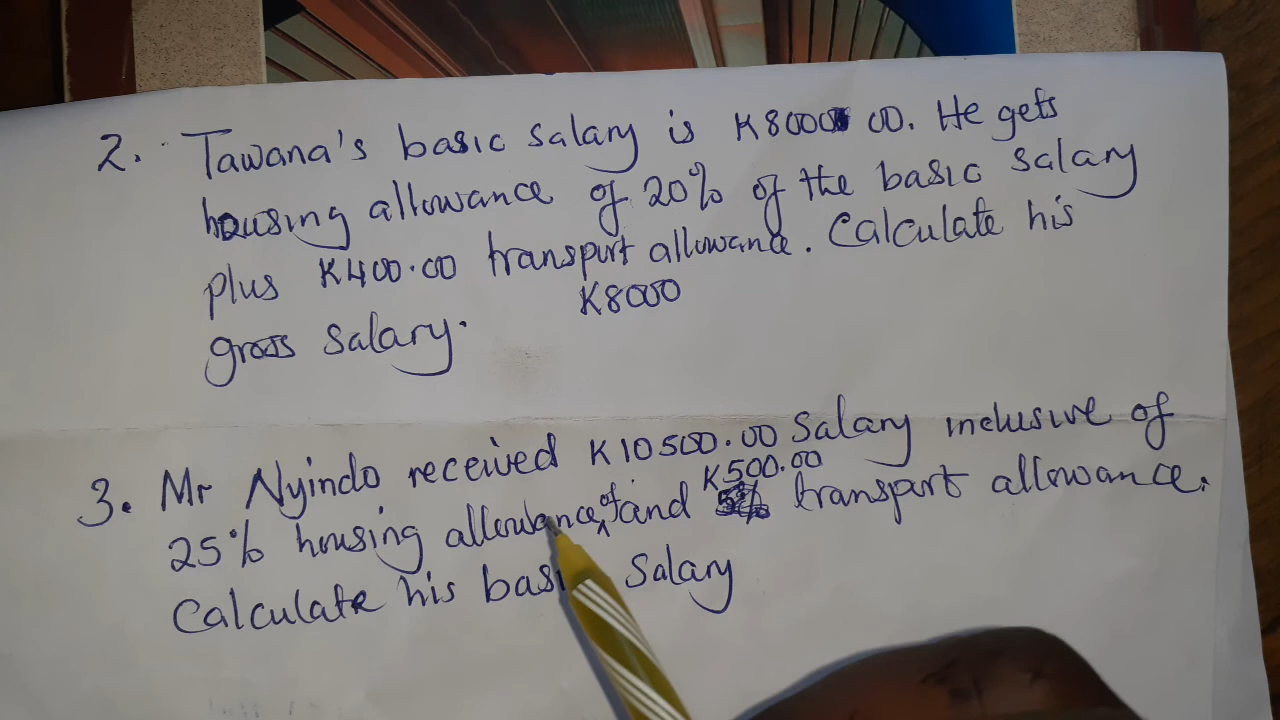 2. Tawana's basic salary is K8000 00. He gets
housing allowance of 20% of the basic salary
plus K400.00 transport allowance. Calculate his
gross salary. K8000
3. Mr Nyindo received K10500.00 Salary inclusive of
K500.00
25% housing allowance of and transport allowance.
Calculate his basi Salary